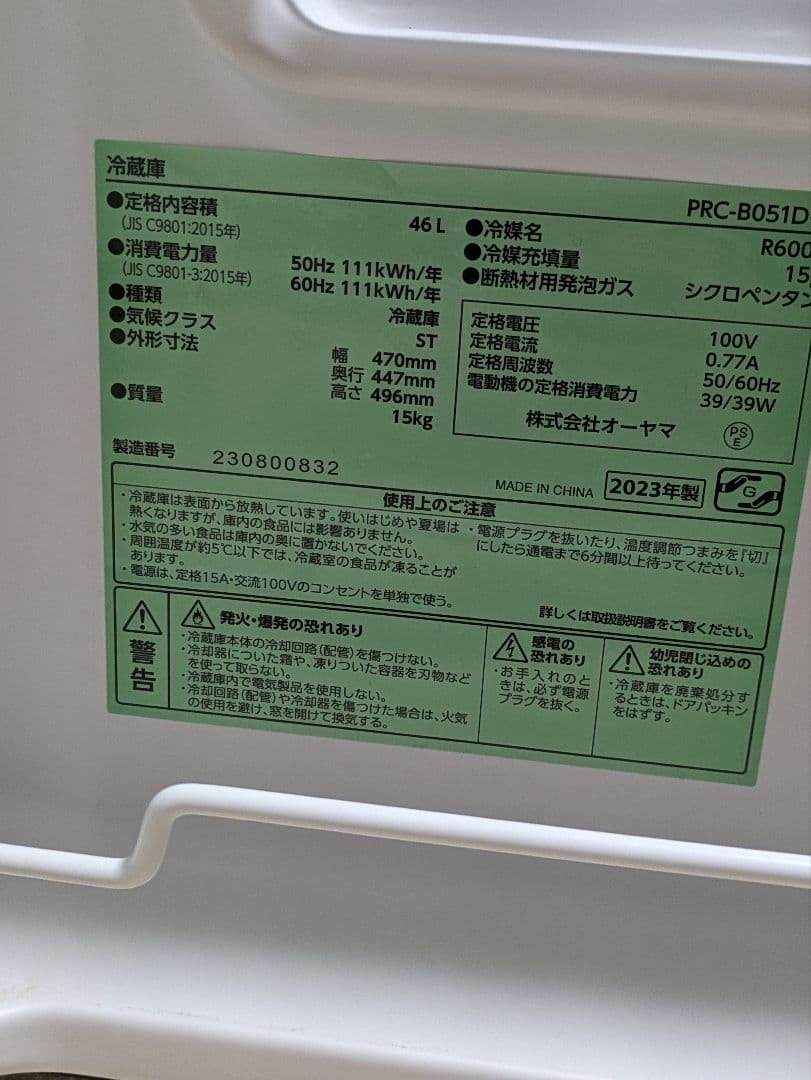 冷蔵庫
PRC-B051D
●定格内容積
(JIS C9801:2015年)
46L
●消費電力量
(JIS C9801-3:2015年)
50Hz 111kWh/年
60Hz 111kWh/年
●種類
冷蔵庫
●気候クラス
ST
●外形寸法
幅 470mm
奥行 447mm
高さ 496mm
●質量
15kg
●冷媒名
R600
●冷媒充填量
15
●断熱材用発泡ガス
シクロペンタン
定格電圧 100V
定格電流 0.77A
定格周波数 50/60Hz
電動機の定格消費電力 39/39W
株式会社オーヤマ
PS
E
製造番号 230800832
MADE IN CHINA
2023年製
G
使用上のご注意
・冷蔵庫は表面から放熱しています。使いはじめや夏場は
熱くなりますが、庫内の食品には影響ありません。
・水気の多い食品は庫内の奥に置かないでください。
・周囲温度が約5℃以下では、冷蔵室の食品が凍ることが
あります。
・電源は、定格15A・交流100Vのコンセントを単独で使う。
・電源プラグを抜いたり、温度調節つまみを『切』
にしたら通電まで6分間以上待ってください。
詳しくは取扱説明書をご覧ください。
警告
発火・爆発の恐れあり
・冷蔵庫本体の冷却回路(配管)を傷つけない。
・冷却器についた霜や、凍りついた容器を刃物など
を使って取らない。
・冷蔵庫内で電気製品を使用しない。
・冷却回路(配管)や冷却器を傷つけた場合は、火気
の使用を避け、窓を開けて換気する。
感電の
恐れあり
・お手入れのと
きは、必ず電源
プラグを抜く。
幼児閉じ込めの
恐れあり
・冷蔵庫を廃棄処分す
るときは、ドアパッキン
をはずす。